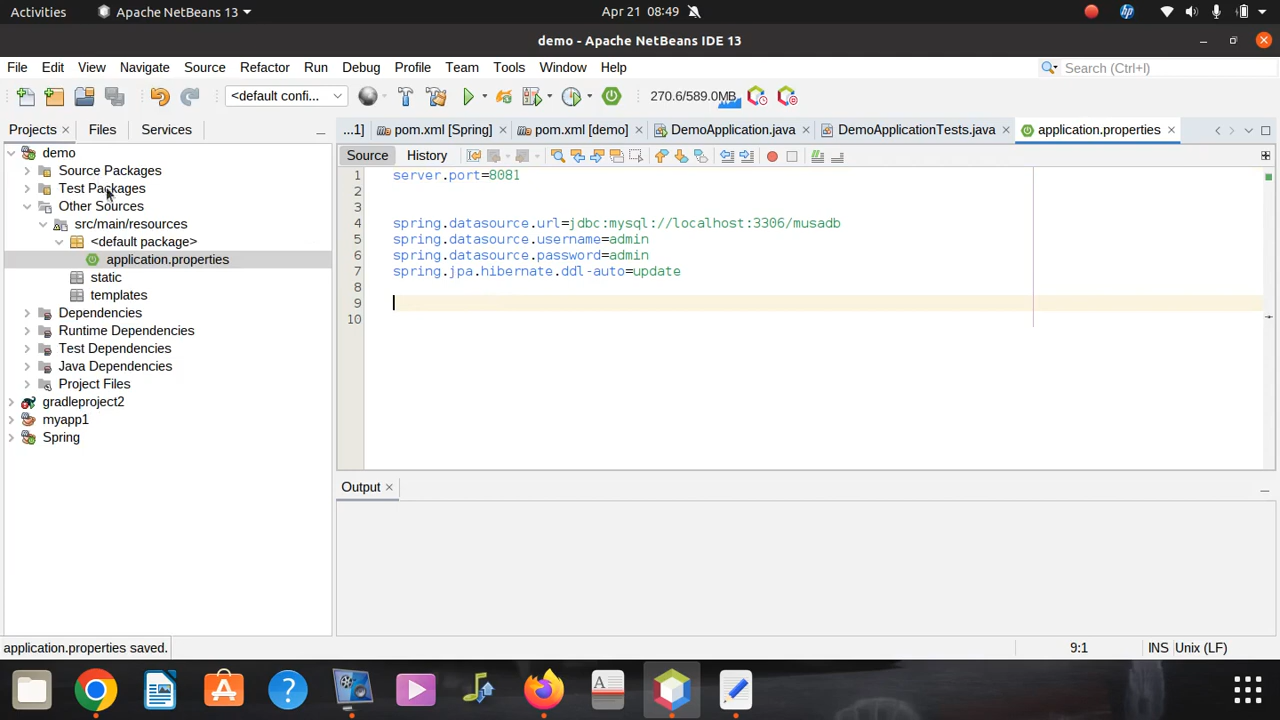 Activities
Apache NetBeans 13
Apr 21 08:49
demo - Apache NetBeans IDE 13
File Edit View Navigate Source Refactor Run Debug Profile Team Tools Window Help
Search (Ctrl+I)
<default confi...
270.6/589.0MB
Projects Files Services
...1] pom.xml [Spring] pom.xml [demo] DemoApplication.java DemoApplicationTests.java application.properties
Source History
demo
Source Packages
Test Packages
Other Sources
src/main/resources
<default package>
application.properties
static
templates
Dependencies
Runtime Dependencies
Test Dependencies
Java Dependencies
Project Files
gradleproject2
myapp1
Spring
1 server.port=8081
2
3
4 spring.datasource.url=jdbc:mysql://localhost:3306/musadb
5 spring.datasource.username=admin
6 spring.datasource.password=admin
7 spring.jpa.hibernate.ddl-auto=update
8
9
10
Output
application.properties saved.
9:1 INS Unix (LF)